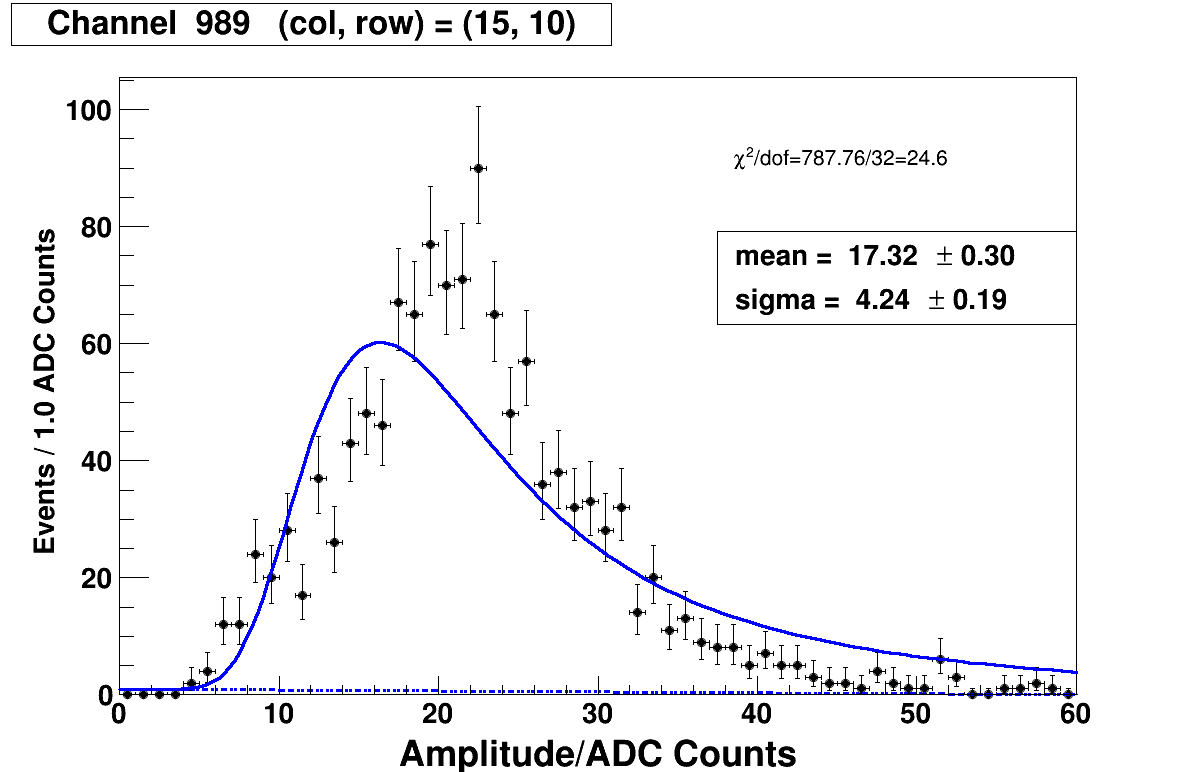 Channel 989 (col, row) = (15, 10)
χ²/dof=787.76/32=24.6
mean = 17.32 ± 0.30
sigma = 4.24 ± 0.19
Events / 1.0 ADC Counts
100
80
60
40
20
0
0 10 20 30 40 50 60
Amplitude/ADC Counts